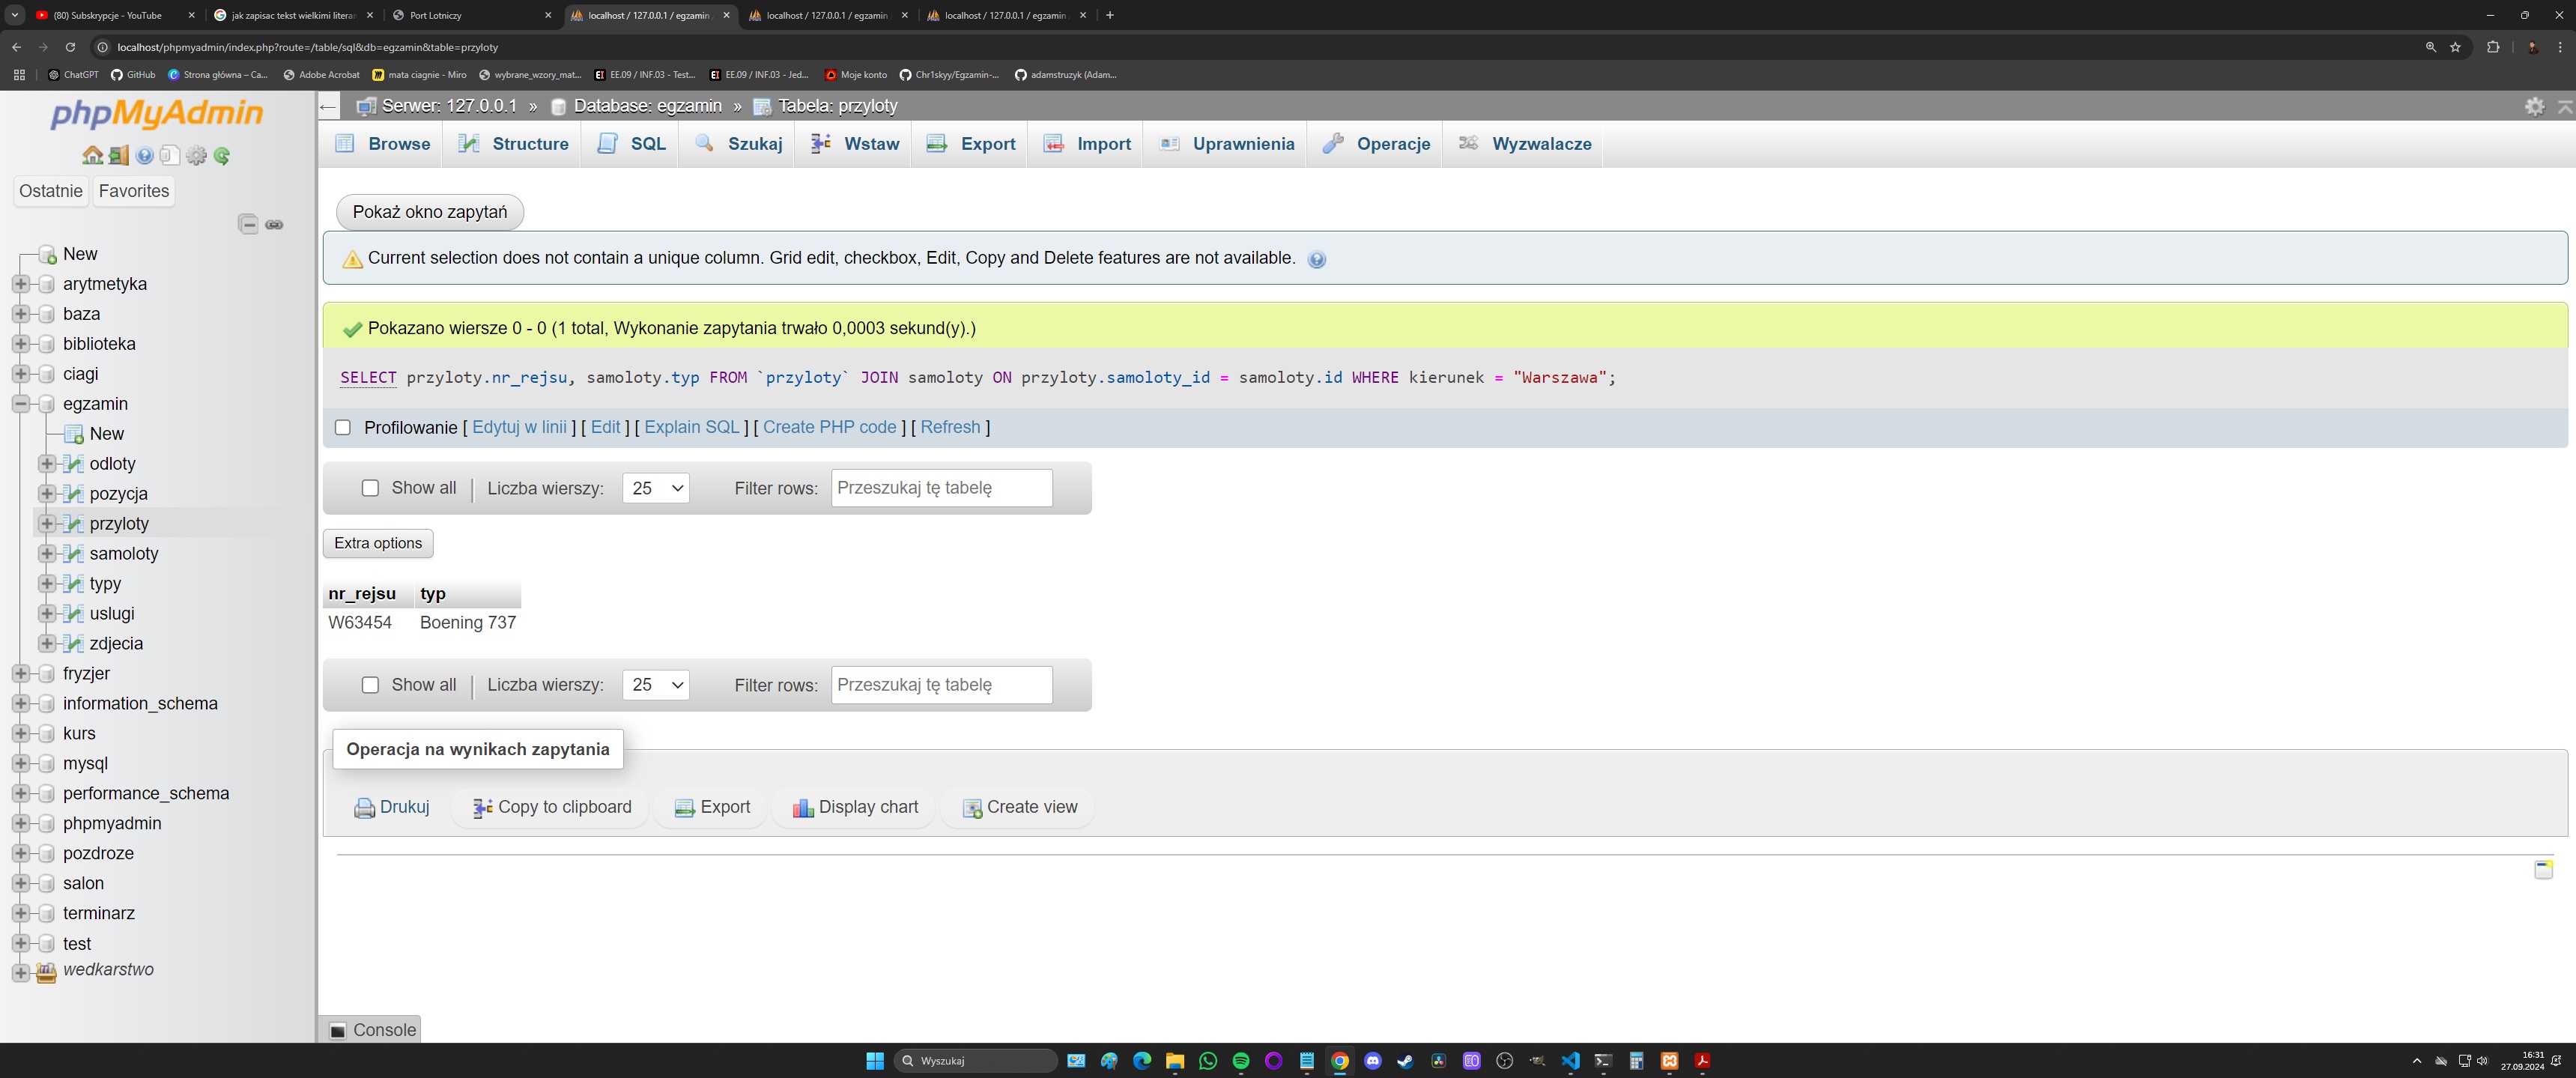 (80) Subskrypcje - YouTube
jak zapisac tekst wielkimi literan
Port Lotniczy
localhost / 127.0.0.1 / egzamin
localhost / 127.0.0.1 / egzamin
localhost / 127.0.0.1 / egzamin
localhost/phpmyadmin/index.php?route=/table/sql&db=egzamin&table=przyloty
ChatGPT
GitHub
Strona główna – Ca...
Adobe Acrobat
mata ciagnie - Miro
wybrane_wzory_mat...
EE.09 / INF.03 - Test...
EE.09 / INF.03 - Jed...
Moje konto
Chr1skyy/Egzamin-...
adamstruzyk (Adam...
phpMyAdmin
Ostatnie
Favorites
New
arytmetyka
baza
biblioteka
ciagi
egzamin
New
odloty
pozycja
przyloty
samoloty
typy
uslugi
zdjecia
fryzjer
information_schema
kurs
mysql
performance_schema
phpmyadmin
pozdroze
salon
terminarz
test
wedkarstwo
Serwer: 127.0.0.1 » Database: egzamin » Tabela: przyloty
Browse
Structure
SQL
Szukaj
Wstaw
Export
Import
Uprawnienia
Operacje
Wyzwalacze
Pokaż okno zapytań
Current selection does not contain a unique column. Grid edit, checkbox, Edit, Copy and Delete features are not available.
Pokazano wiersze 0 - 0 (1 total, Wykonanie zapytania trwało 0,0003 sekund(y).)
SELECT przyloty.nr_rejsu, samoloty.typ FROM `przyloty` JOIN samoloty ON przyloty.samoloty_id = samoloty.id WHERE kierunek = "Warszawa";
Profilowanie [ Edytuj w linii ] [ Edit ] [ Explain SQL ] [ Create PHP code ] [ Refresh ]
Show all | Liczba wierszy: 25 Filter rows: Przeszukaj tę tabelę
Extra options
nr_rejsu typ
W63454 Boening 737
Show all | Liczba wierszy: 25 Filter rows: Przeszukaj tę tabelę
Operacja na wynikach zapytania
Drukuj
Copy to clipboard
Export
Display chart
Create view
Console
Wyszukaj
16:31
27.09.2024